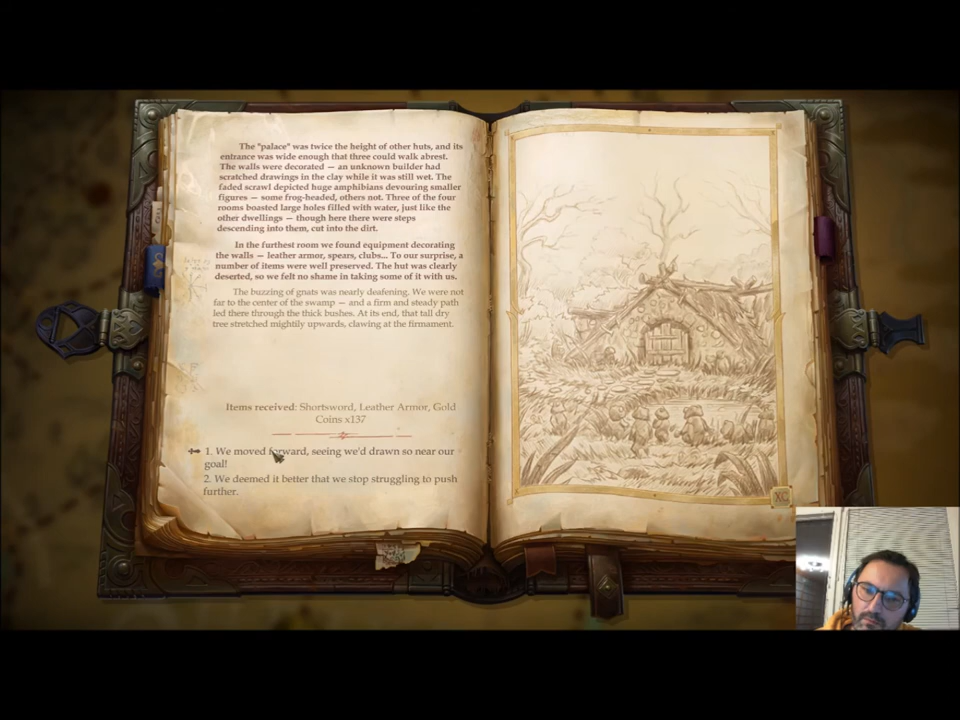 The "palace" was twice the height of other huts, and its
entrance was wide enough that three could walk abrest.
The walls were decorated — an unknown builder had
scratched drawings in the clay while it was still wet. The
faded scrawl depicted huge amphibians devouring smaller
figures — some frog-headed, others not. Three of the four
rooms boasted large holes filled with water, just like the
other dwellings — though here there were steps
descending into them, cut into the dirt.
In the furthest room we found equipment decorating
the walls — leather armor, spears, clubs... To our surprise, a
number of items were well preserved. The hut was clearly
deserted, so we felt no shame in taking some of it with us.
The buzzing of gnats was nearly deafening. We were not
far to the center of the swamp — and a firm and steady path
led there through the thick bushes. At its end, that tall dry
tree stretched mightily upwards, clawing at the firmament.
Items received: Shortsword, Leather Armor, Gold
Coins x137
1. We moved forward, seeing we'd drawn so near our
goal!
2. We deemed it better that we stop struggling to push
further.
XC